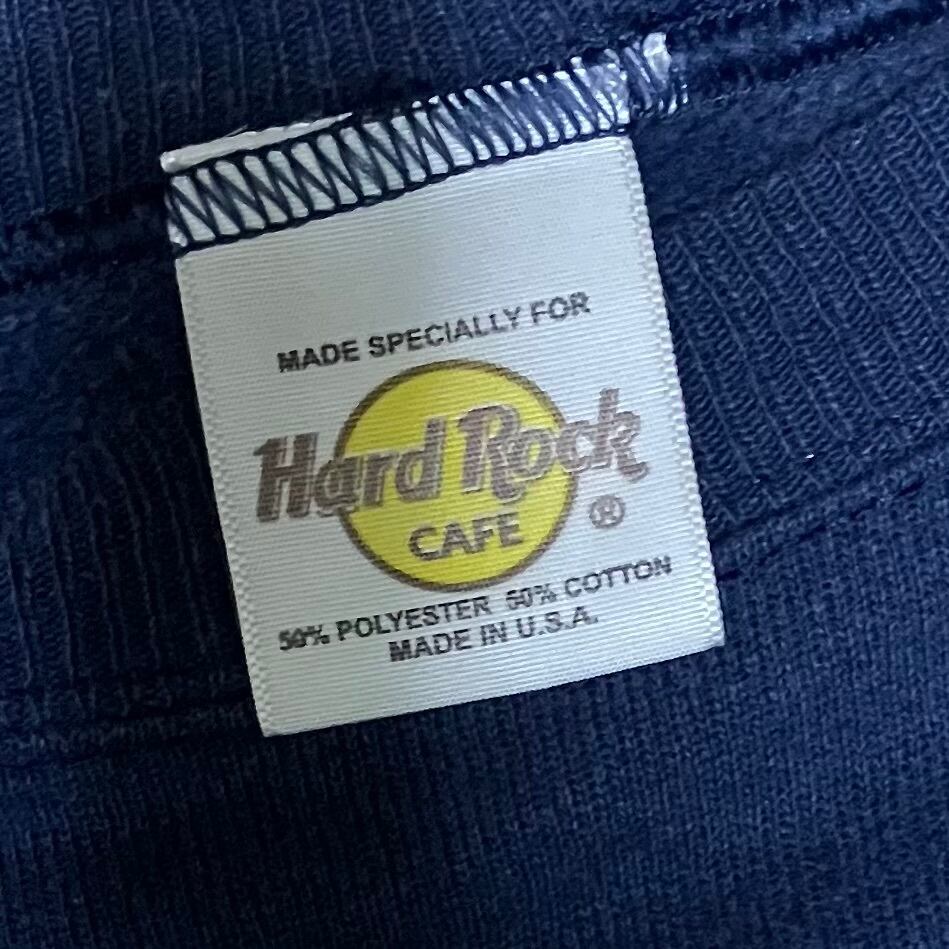 MADE SPECIALLY FOR
Hard Rock
CAFE ®
50% POLYESTER 50% COTTON
MADE IN U.S.A.